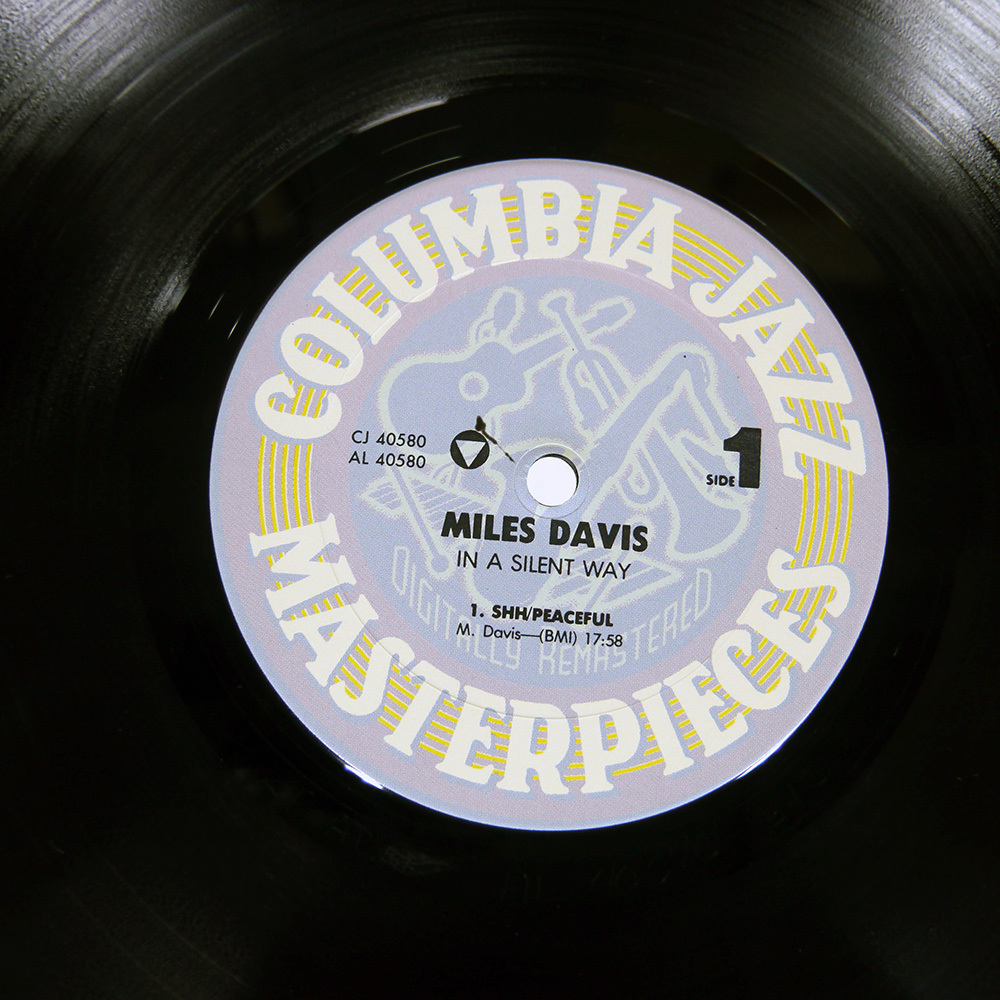 COLUMBIA JAZZ
CJ 40580
AL 40580
SIDE 1
MILES DAVIS
IN A SILENT WAY
1. SHH/PEACEFUL
M. Davis—(BMI) 17:58
DIGITALLY REMASTERED
MASTERPIECES